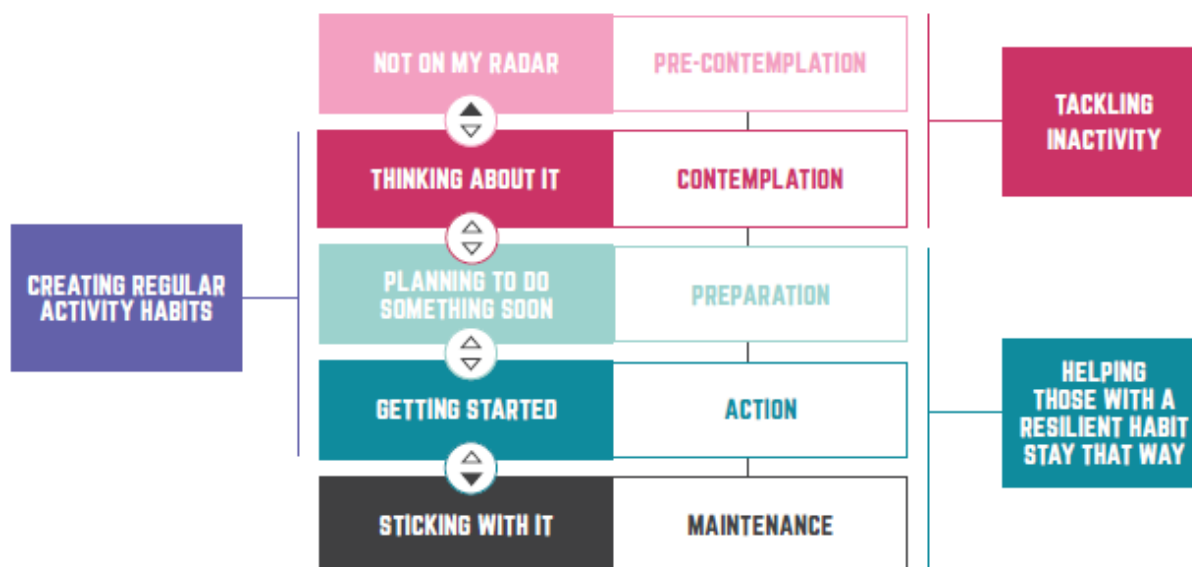 NOT ON MY RADAR
PRE-CONTEMPLATION
TACKLING
INACTIVITY
THINKING ABOUT IT
CONTEMPLATION
CREATING REGULAR
ACTIVITY HABITS
PLANNING TO DO
SOMETHING SOON
PREPARATION
GETTING STARTED
ACTION
HELPING
THOSE WITH A
RESILIENT HABIT
STAY THAT WAY
STICKING WITH IT
MAINTENANCE